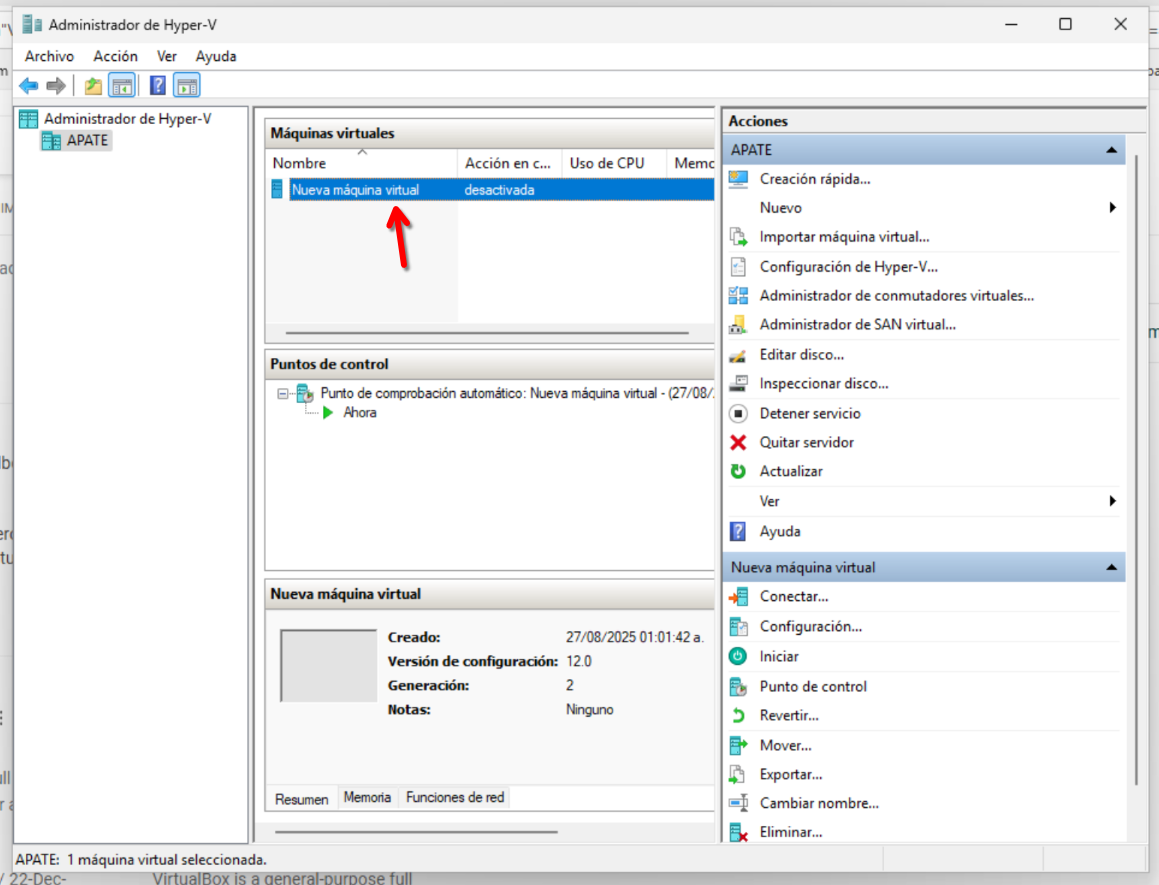 Administrador de Hyper-V
Archivo Acción Ver Ayuda
Administrador de Hyper-V
APATE
Máquinas virtuales
Nombre Acción en c... Uso de CPU Memo
Nueva máquina virtual desactivada
Puntos de control
Punto de comprobación automático: Nueva máquina virtual - (27/08/
Ahora
Nueva máquina virtual
Creado: 27/08/2025 01:01:42 a.
Versión de configuración: 12.0
Generación: 2
Notas: Ninguno
Resumen Memoria Funciones de red
Acciones
APATE
Creación rápida...
Nuevo
Importar máquina virtual...
Configuración de Hyper-V...
Administrador de conmutadores virtuales...
Administrador de SAN virtual...
Editar disco...
Inspeccionar disco...
Detener servicio
Quitar servidor
Actualizar
Ver
Ayuda
Nueva máquina virtual
Conectar...
Configuración...
Iniciar
Punto de control
Revertir...
Mover...
Exportar...
Cambiar nombre...
Eliminar...
APATE: 1 máquina virtual seleccionada.
/ 22-Dec- VirtualBox is a general-purpose full